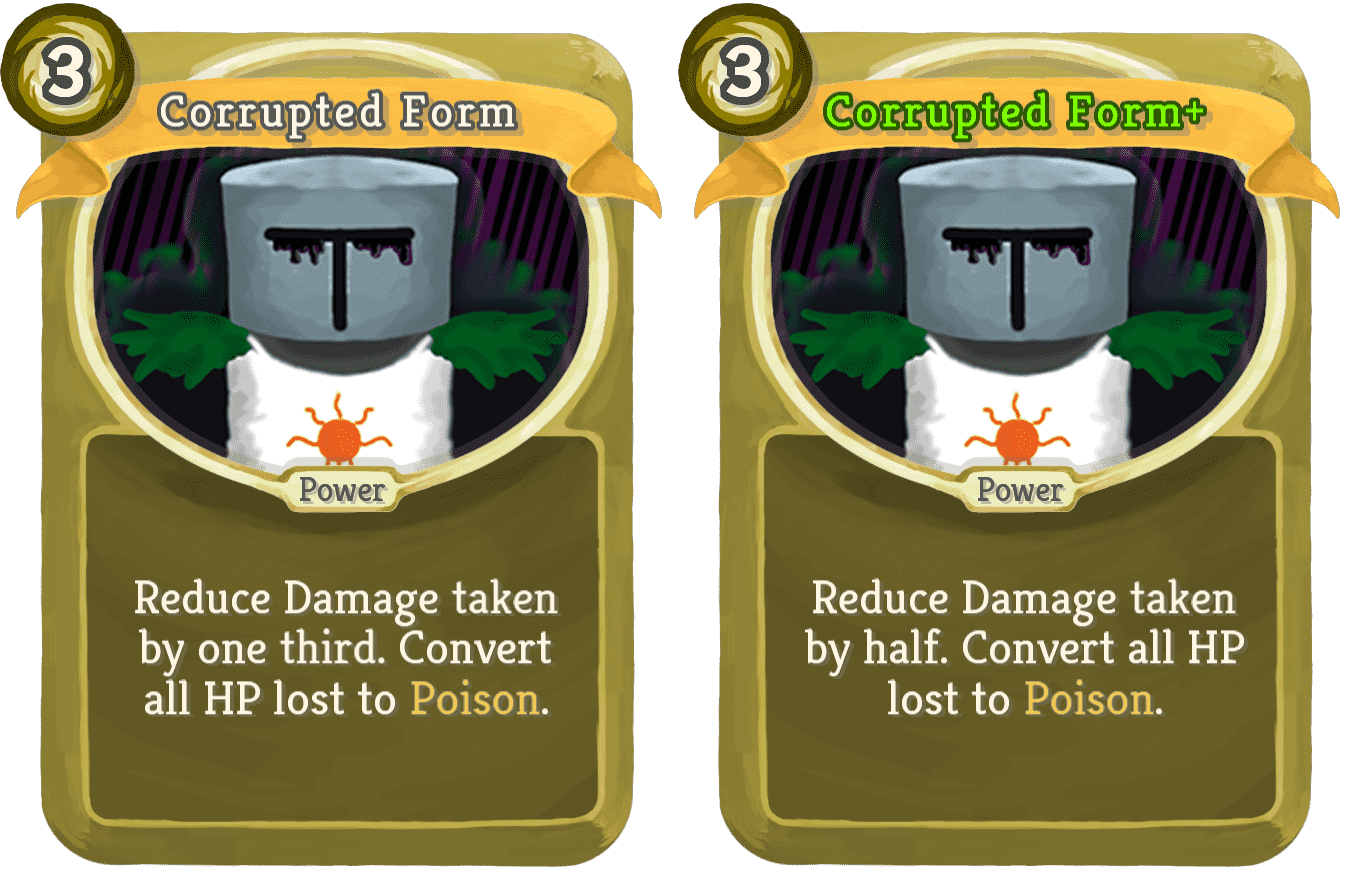 3
Corrupted Form
Power
Reduce Damage taken
by one third. Convert
all HP lost to Poison.
3
Corrupted Form+
Power
Reduce Damage taken
by half. Convert all HP
lost to Poison.